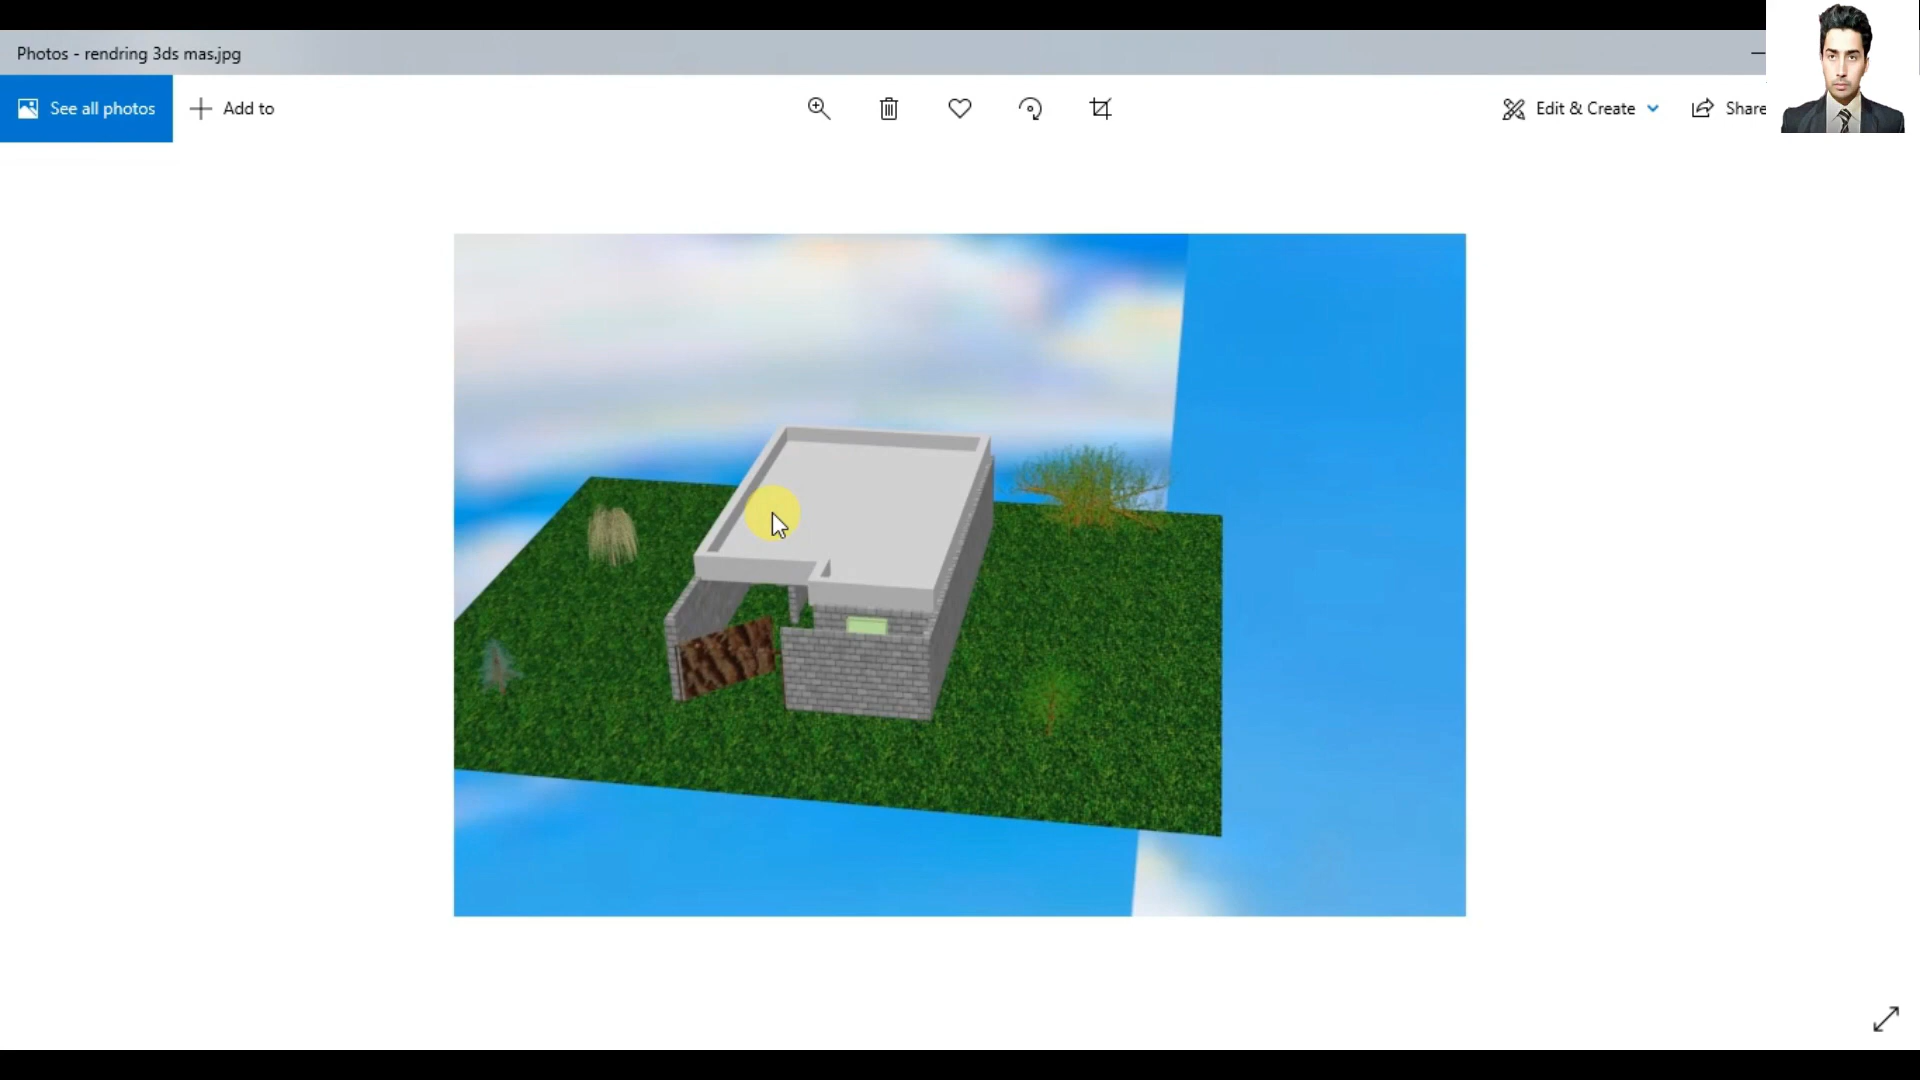 Photos - rendring 3ds mas.jpg
See all photos
Add to
Edit & Create
Share